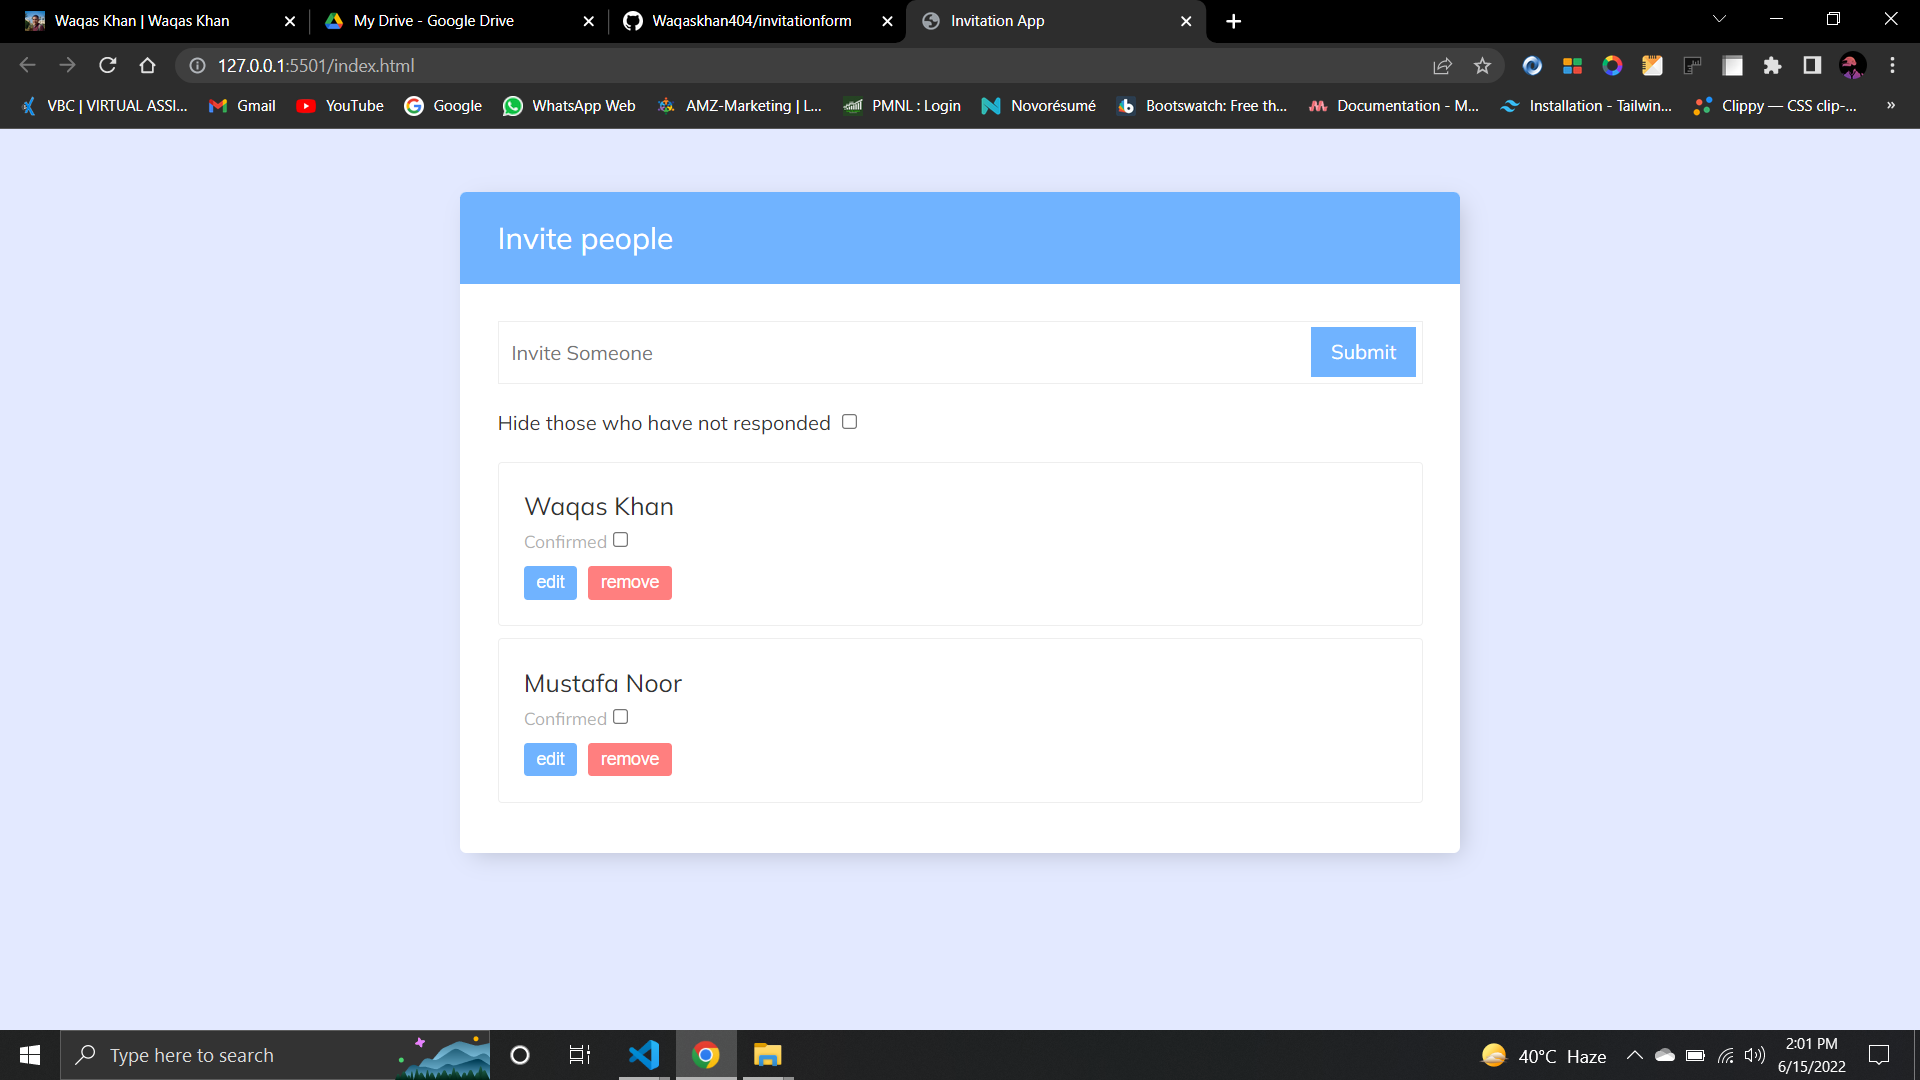 Waqas Khan | Waqas Khan
My Drive - Google Drive
Waqaskhan404/invitationform
Invitation App
127.0.0.1:5501/index.html
VBC | VIRTUAL ASSI...
Gmail
YouTube
Google
WhatsApp Web
AMZ-Marketing | L...
PMNL : Login
Novorésumé
Bootswatch: Free th...
Documentation - M...
Installation - Tailwin...
Clippy — CSS clip-...
»
Invite people
Invite Someone
Submit
Hide those who have not responded
Waqas Khan
Confirmed
edit
remove
Mustafa Noor
Confirmed
edit
remove
Type here to search
40°C Haze
2:01 PM
6/15/2022